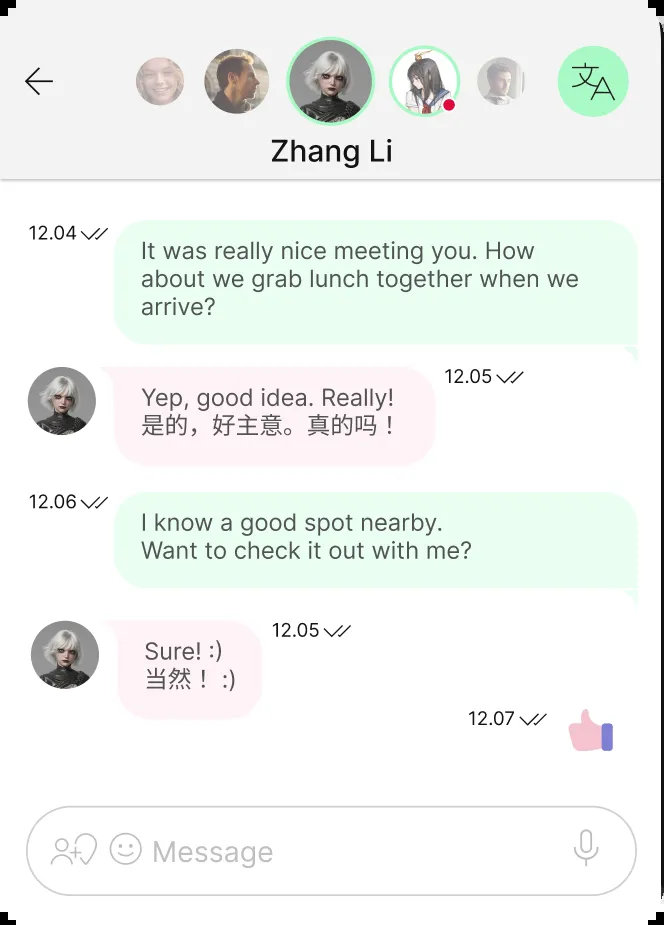 文A
Zhang Li
12.04
It was really nice meeting you. How
about we grab lunch together when we
arrive?
12.05
Yep, good idea. Really!
是的，好主意。真的吗！
12.06
I know a good spot nearby.
Want to check it out with me?
12.05
Sure! :)
当然！ :)
12.07
Message